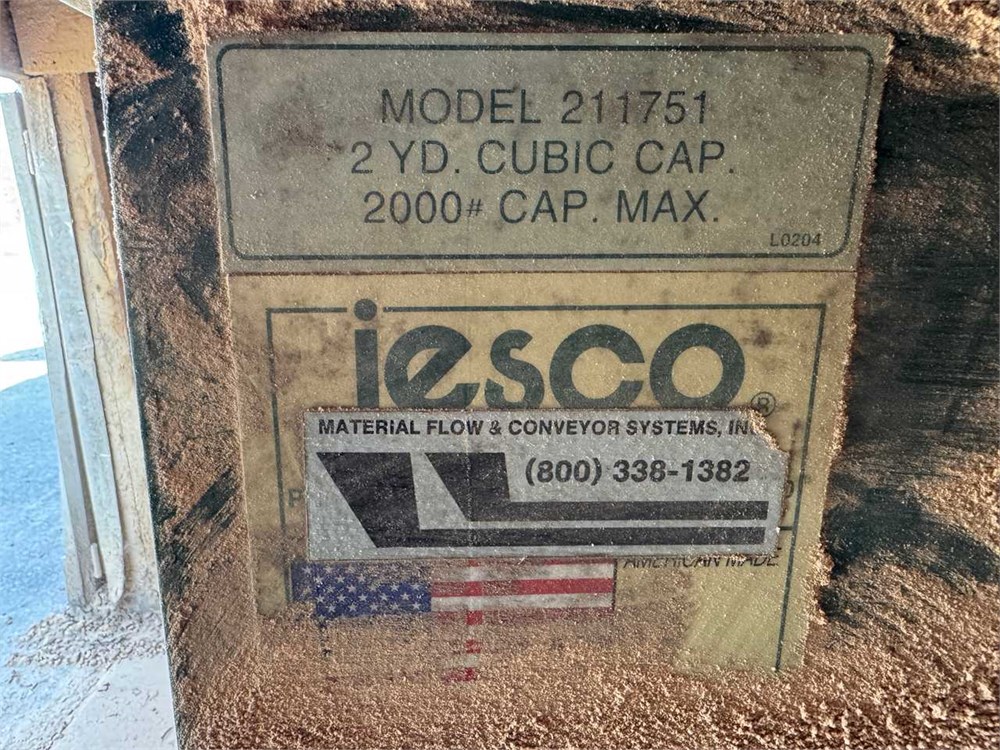 MODEL 211751
2 YD. CUBIC CAP.
2000# CAP. MAX.
L0204
iesco®
MATERIAL FLOW & CONVEYOR SYSTEMS,
(800) 338-1382
AMERICAN MADE